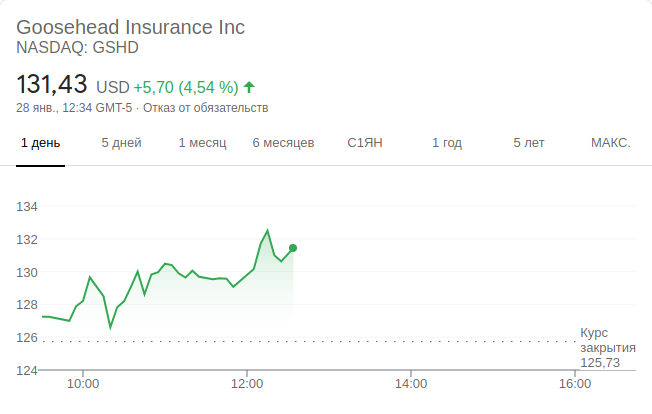 Goosehead Insurance Inc
NASDAQ: GSHD
131,43 USD +5,70 (4,54 %)
28 янв., 12:34 GMT-5 · Отказ от обязательств
1 день 5 дней 1 месяц 6 месяцев С1ЯН 1 год 5 лет МАКС.
134
132
130
128
126
124
Курс
закрытия
125,73
10:00 12:00 14:00 16:00